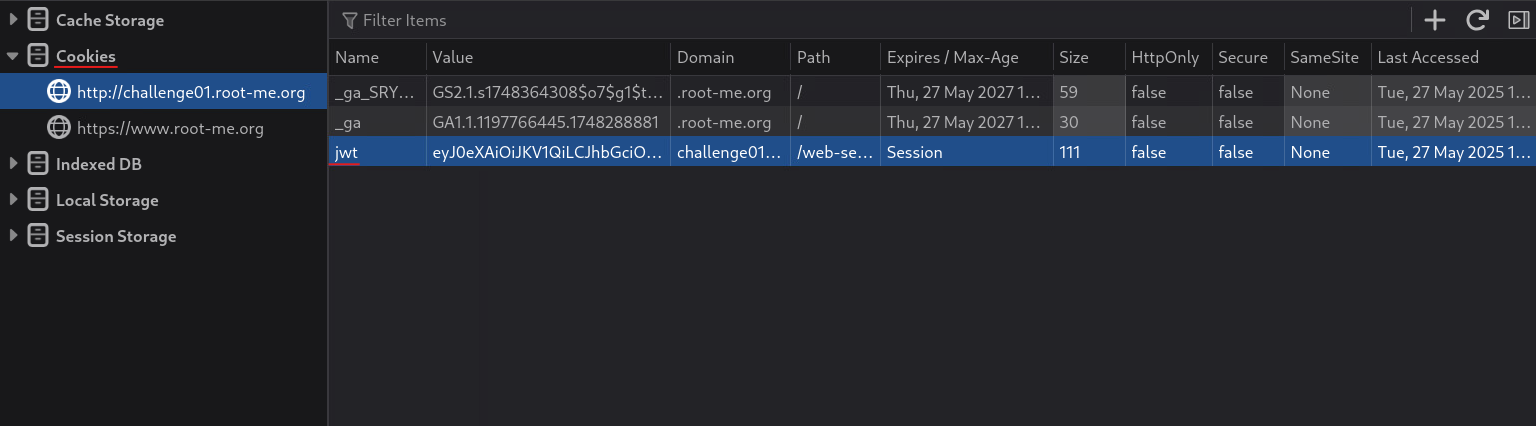 Cache Storage
Cookies
http://challenge01.root-me.org
https://www.root-me.org
Indexed DB
Local Storage
Session Storage
Filter Items
Name Value Domain Path Expires / Max-Age Size HttpOnly Secure SameSite Last Accessed
_ga_SRY… GS2.1.s1748364308$o7$g1$t… .root-me.org / Thu, 27 May 2027 1… 59 false false None Tue, 27 May 2025 1…
_ga GA1.1.1197766445.1748288881 .root-me.org / Thu, 27 May 2027 1… 30 false false None Tue, 27 May 2025 1…
jwt eyJ0eXAiOiJKV1QiLCJhbGciO… challenge01… /web-se… Session 111 false false None Tue, 27 May 2025 1…